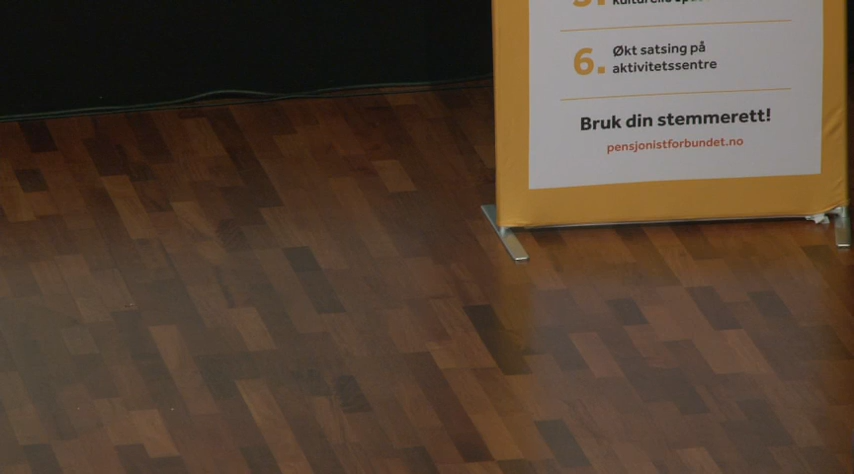 6. Økt satsing på
aktivitetssentre
Bruk din stemmerett!
pensjonistforbundet.no